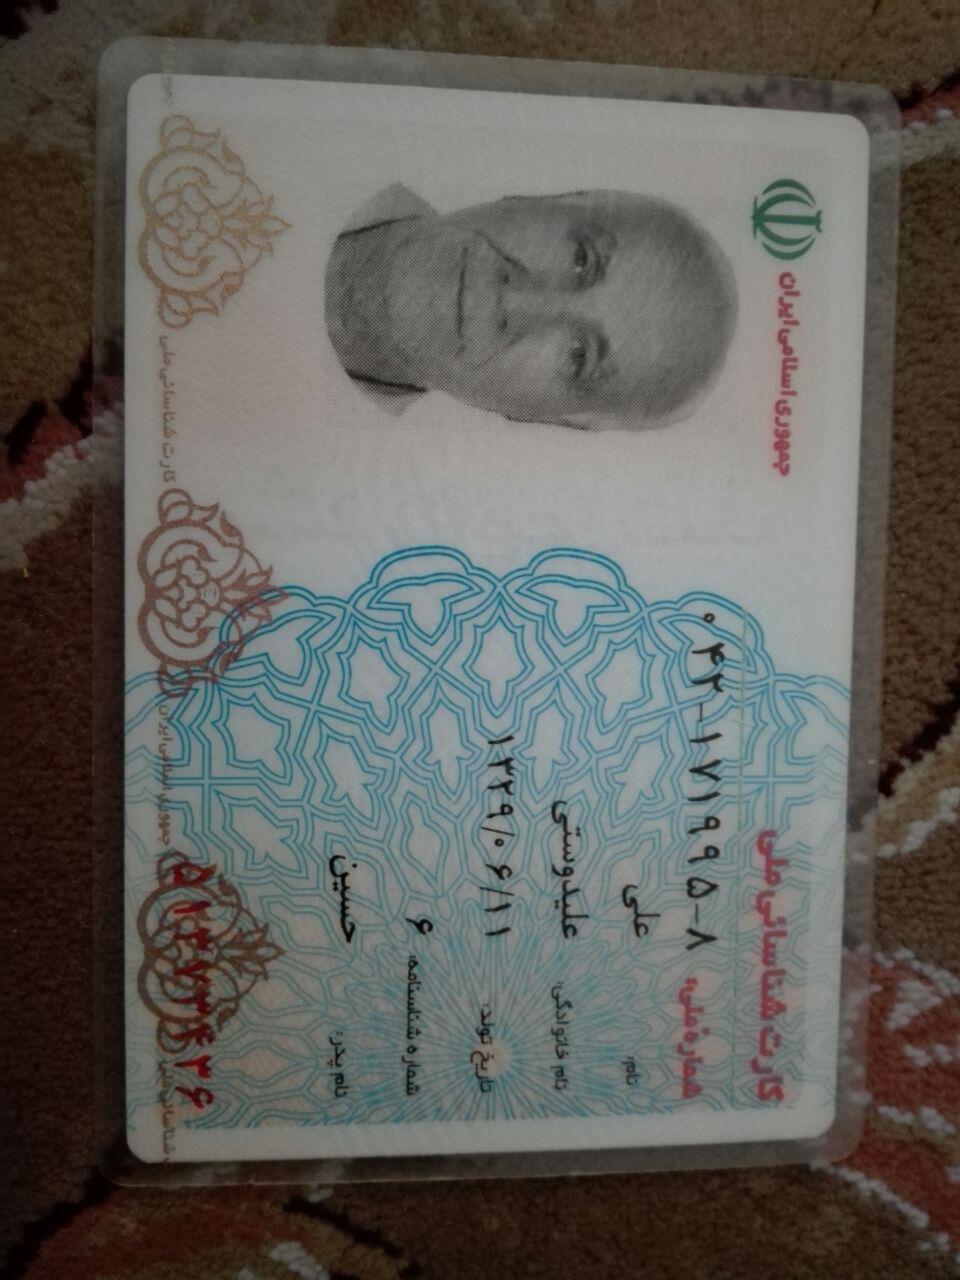 جمهوری اسلامی ایران
کارت شناسائی ملی
شماره ملی: ۰۴۲-۱۷۱۹۹۵-۸
نام: علی
نام خانوادگی: علیدوستی
تاریخ تولد: ۱۳۲۹/۰۶/۱۱
شماره شناسنامه: ۶
نام پدر: حسین
کارت شناسائی ملی جمهوری اسلامی ایران